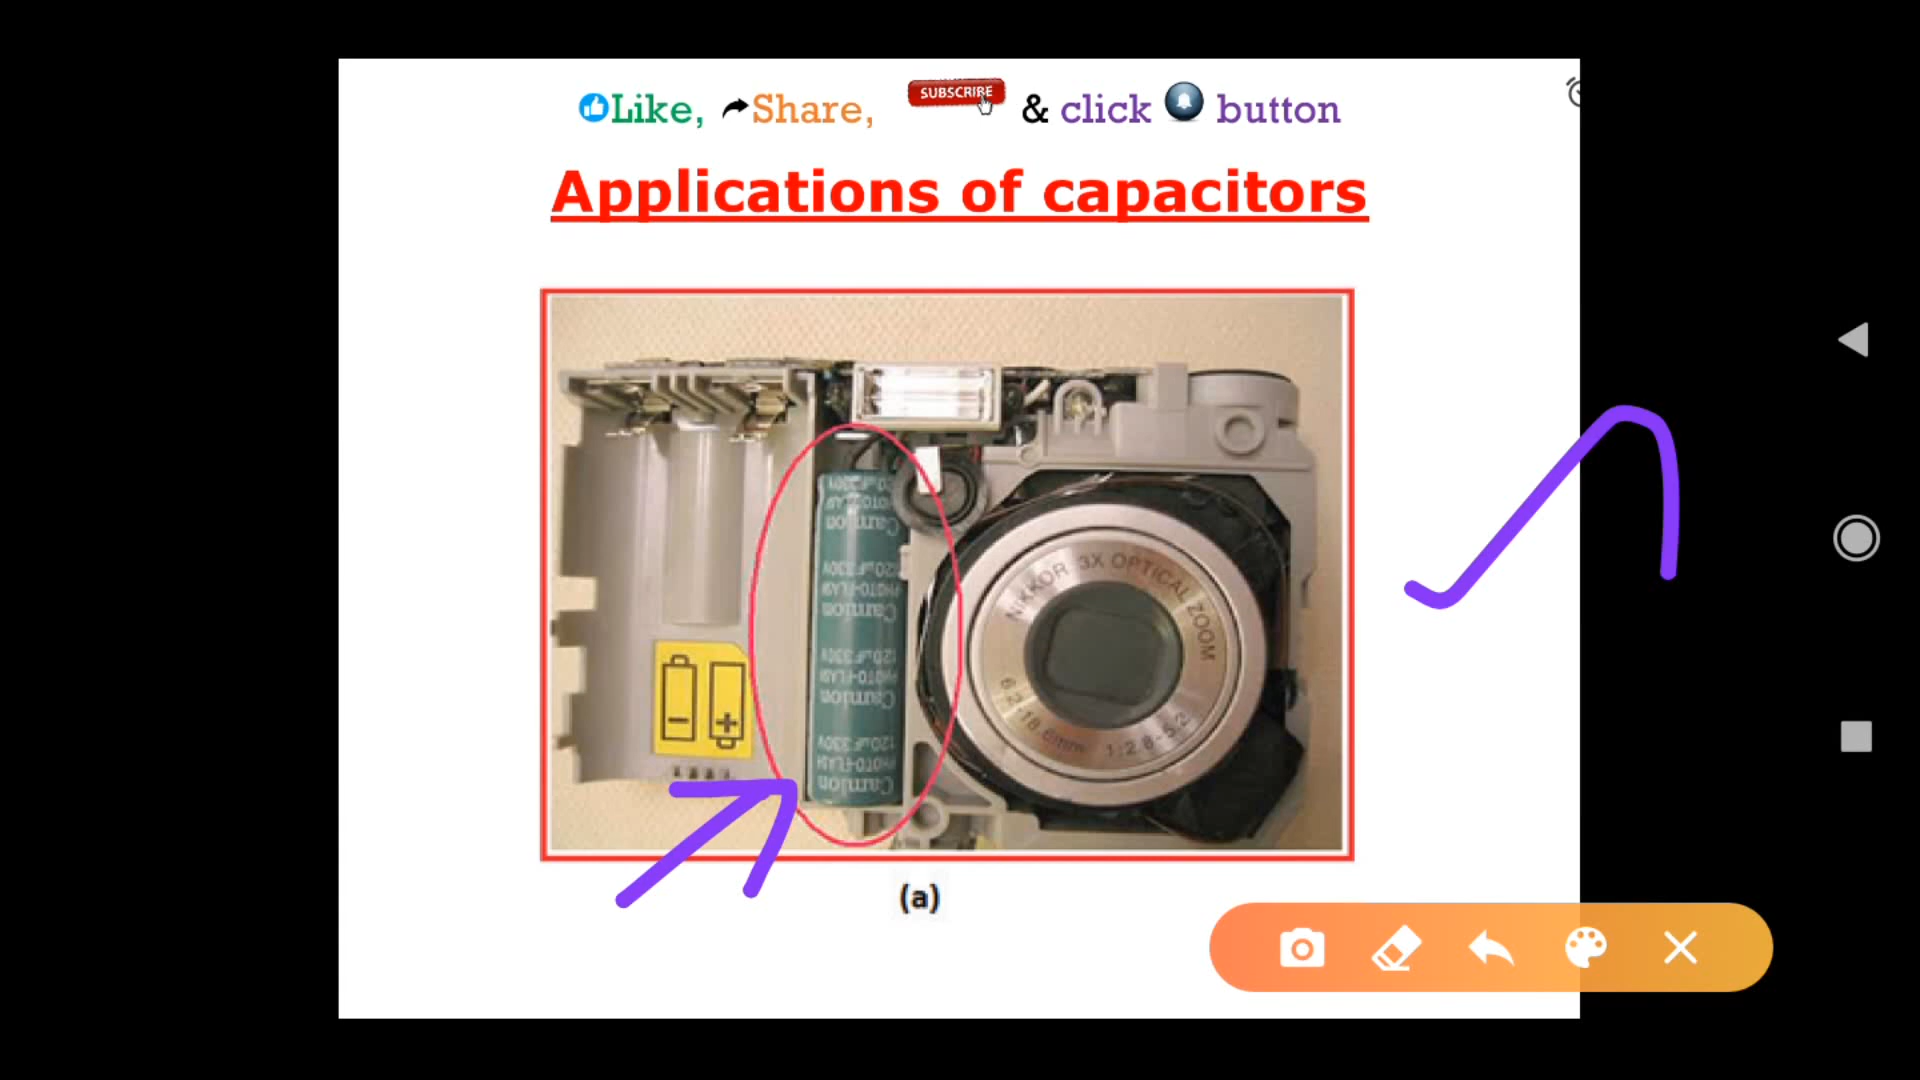 Like, Share, SUBSCRIBE & click button
Applications of capacitors
NIKKOR 3X OPTICAL ZOOM
120µF330V
PHOTO-FLASH
Camion
120µF330V
PHOTO-FLASH
Camion
120µF330V
PHOTO-FLASH
Camion
(a)